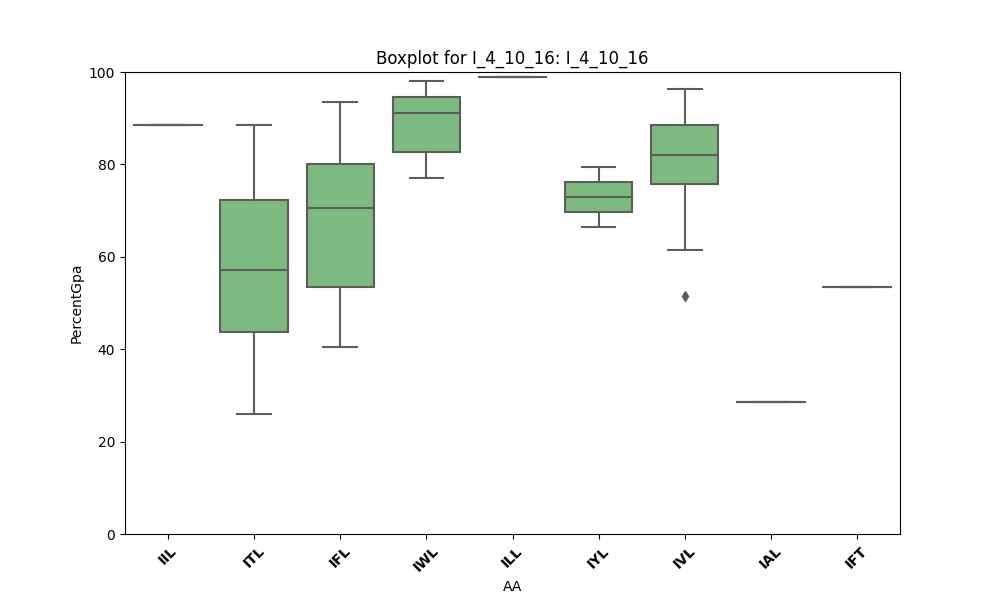 Boxplot for I_4_10_16: I_4_10_16
PercentGpa
100
80
60
40
20
0
IIL
ITL
IFL
IWL
ILL
IYL
IVL
IAL
IFT
AA